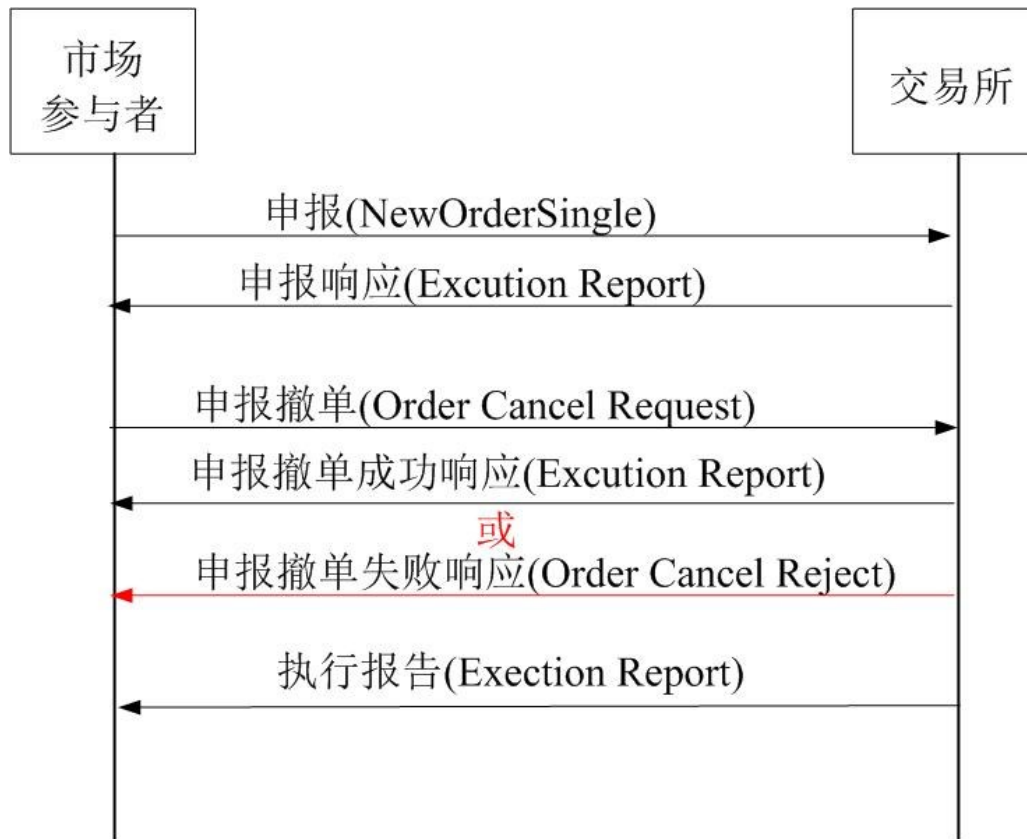 市场
参与者
交易所
申报(NewOrderSingle)
申报响应(Excution Report)
申报撤单(Order Cancel Request)
申报撤单成功响应(Excution Report)
或
申报撤单失败响应(Order Cancel Reject)
执行报告(Exection Report)